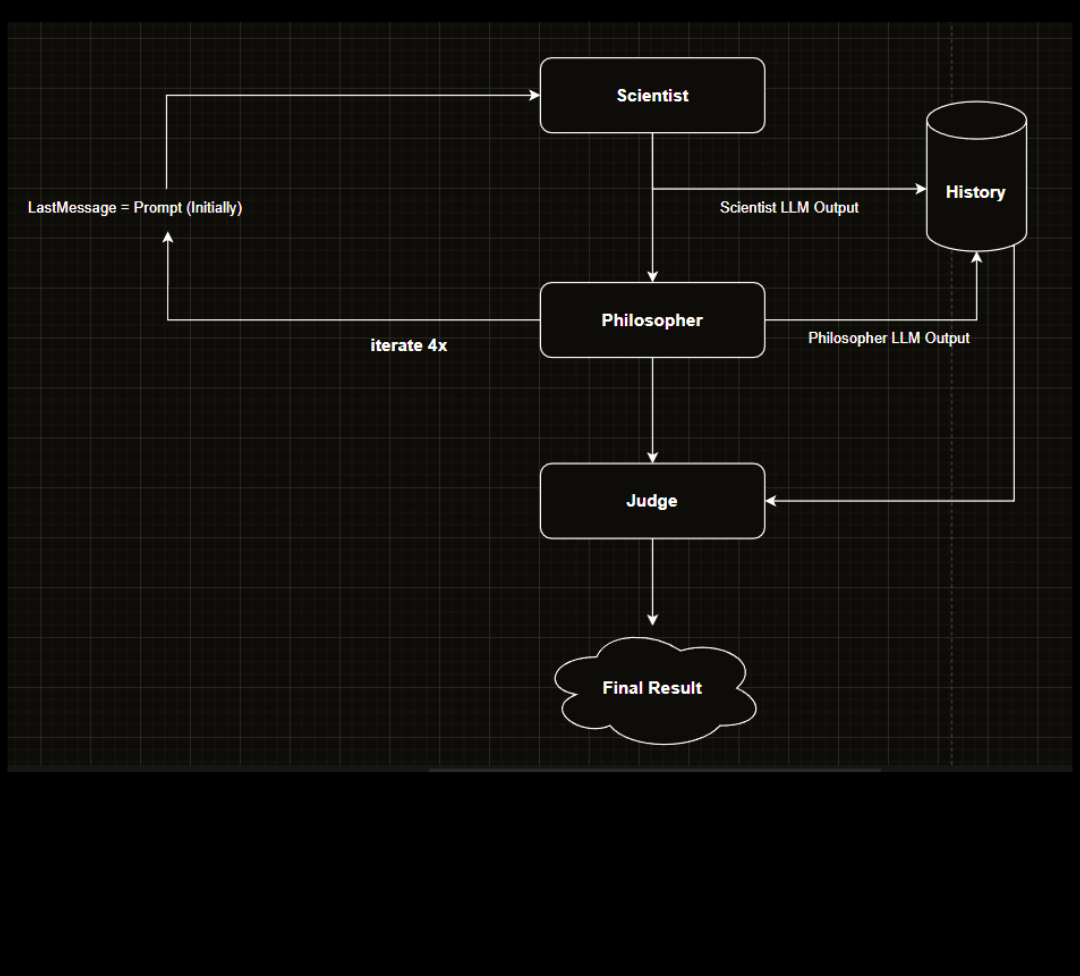 Scientist
History
LastMessage = Prompt (Initially)
Scientist LLM Output
Philosopher
Philosopher LLM Output
iterate 4x
Judge
Final Result